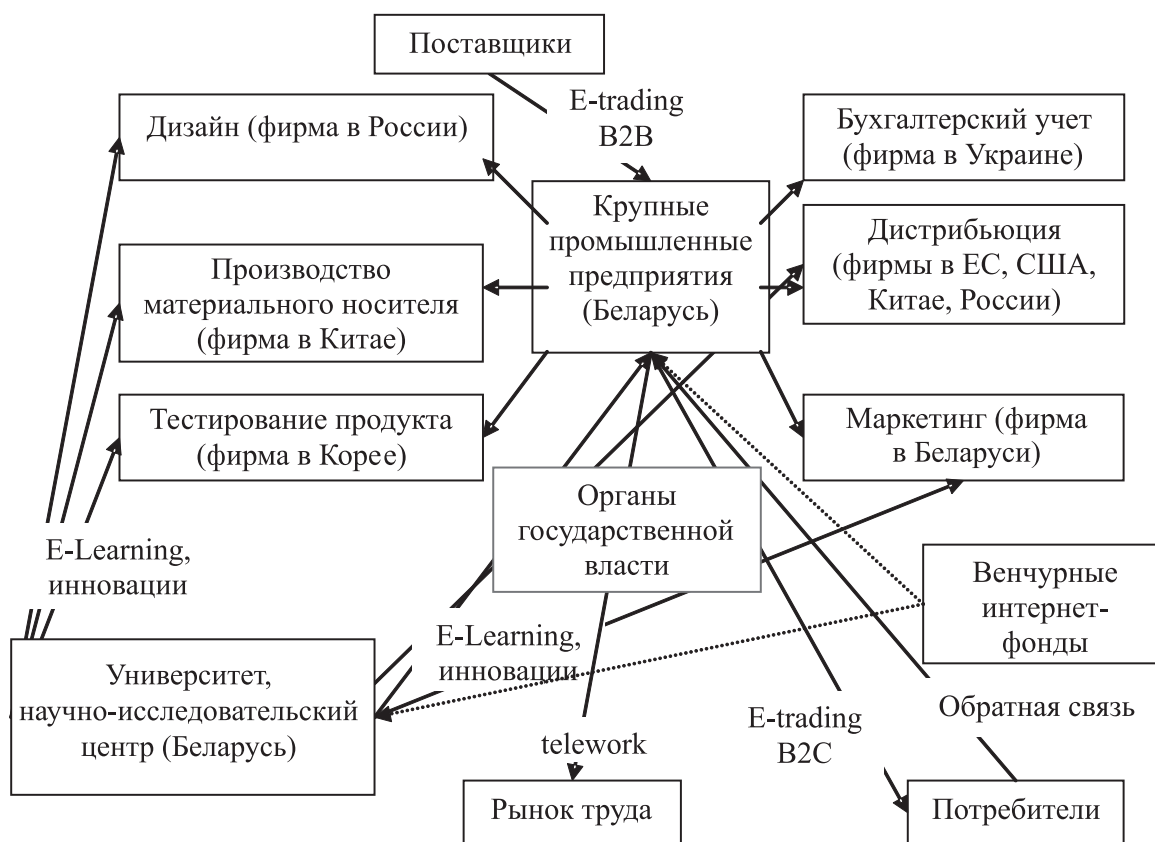 Поставщики
E-trading
B2B
Дизайн (фирма в России)
Бухгалтерский учет
(фирма в Украине)
Крупные
промышленные
предприятия
(Беларусь)
Дистрибьюция
(фирмы в ЕС, США,
Китае, России)
Производство
материального носителя
(фирма в Китае)
Тестирование продукта
(фирма в Корее)
Маркетинг (фирма
в Беларуси)
Органы
государственной
власти
E-Learning,
инновации
Венчурные
интернет-
фонды
E-Learning,
инновации
Университет,
научно-исследовательский
центр (Беларусь)
Обратная связь
E-trading
B2C
telework
Рынок труда
Потребители